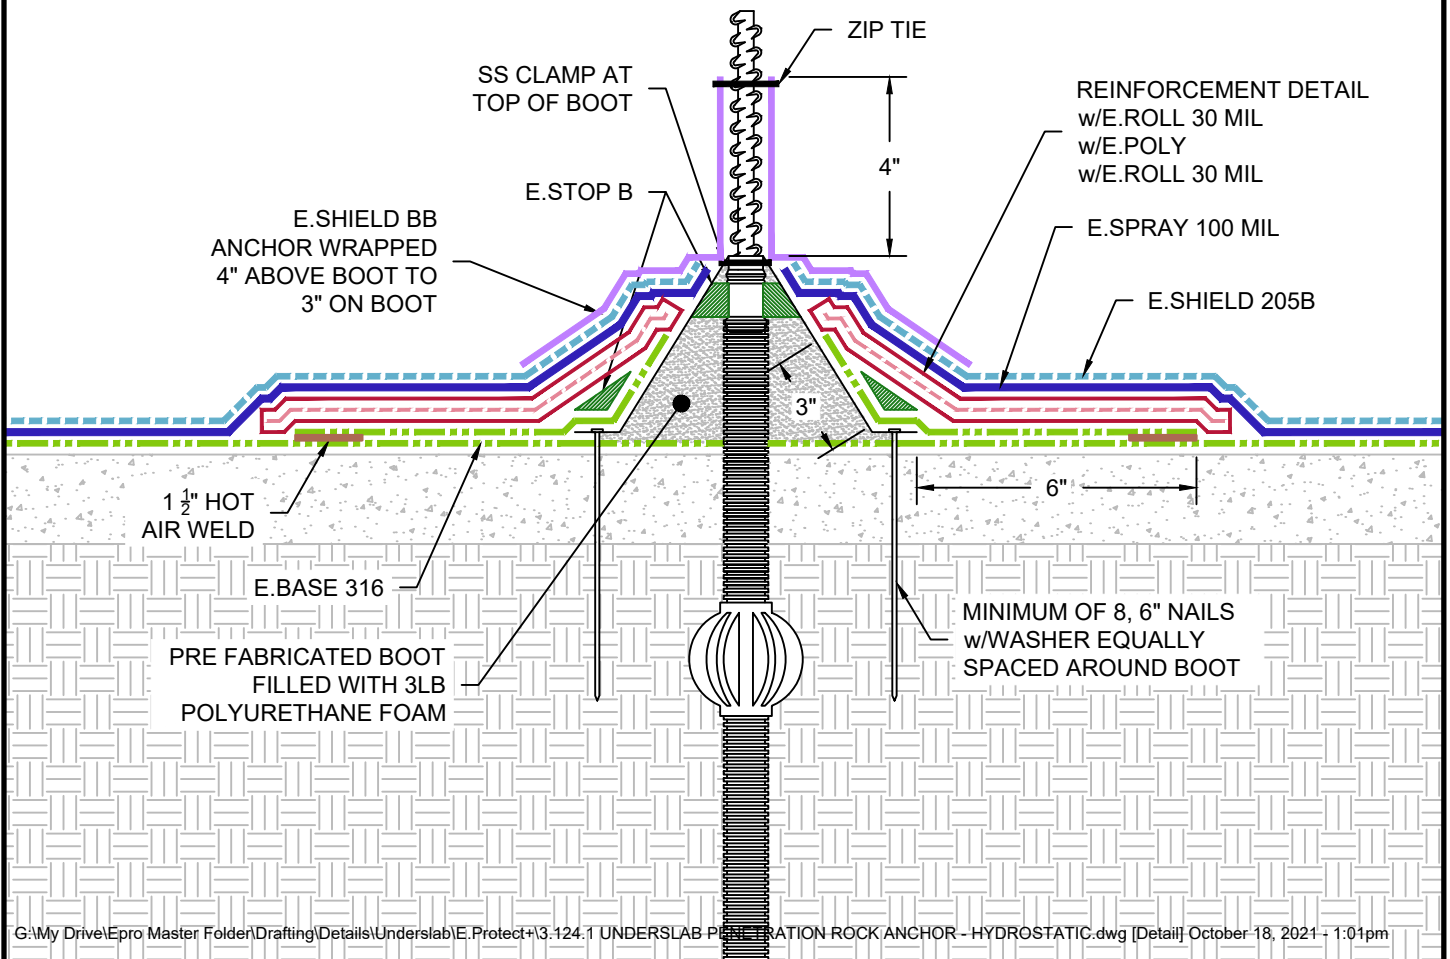 ZIP TIE
SS CLAMP AT
TOP OF BOOT
REINFORCEMENT DETAIL
w/E.ROLL 30 MIL
w/E.POLY
w/E.ROLL 30 MIL
4"
E.STOP B
E.SHIELD BB
ANCHOR WRAPPED
4" ABOVE BOOT TO
3" ON BOOT
E.SPRAY 100 MIL
E.SHIELD 205B
3"
6"
1 1/2" HOT
AIR WELD
E.BASE 316
MINIMUM OF 8, 6" NAILS
w/WASHER EQUALLY
SPACED AROUND BOOT
PRE FABRICATED BOOT
FILLED WITH 3LB
POLYURETHANE FOAM
G:\My Drive\Epro Master Folder\Drafting\Details\Underslab\E.Protect+\3.124.1 UNDERSLAB PENETRATION ROCK ANCHOR - HYDROSTATIC.dwg [Detail] October 18, 2021 - 1:01pm